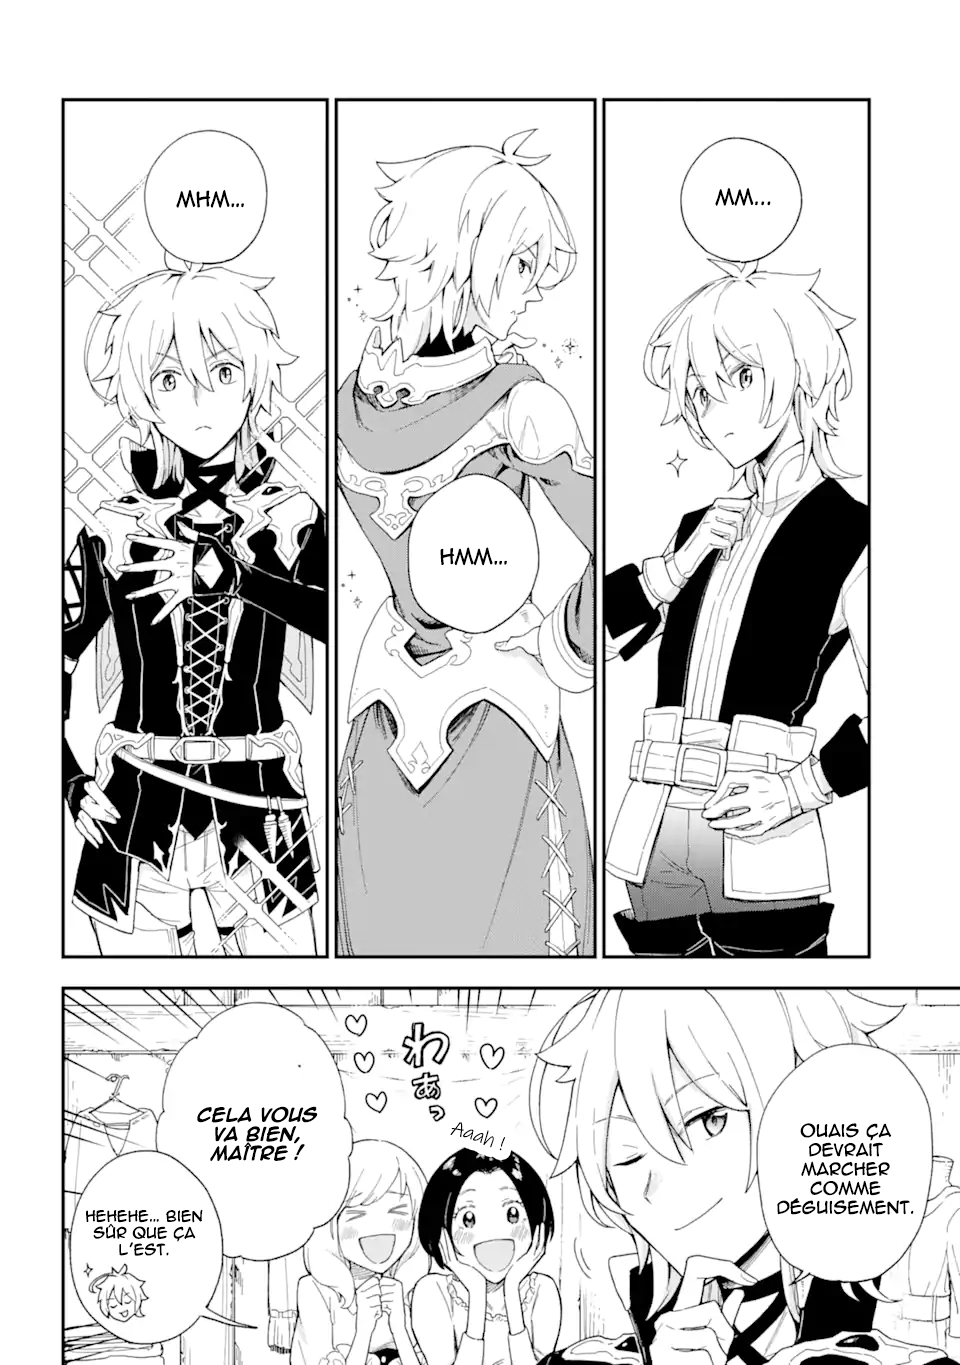 MM...
HMM...
MHM...
OUAIS ÇA
DEVRAIT
MARCHER
COMME
DÉGUISEMENT.
わぁっ
Aaah !
CELA VOUS
VA BIEN,
MAÎTRE !
HEHEHE... BIEN
SÛR QUE ÇA
L'EST.